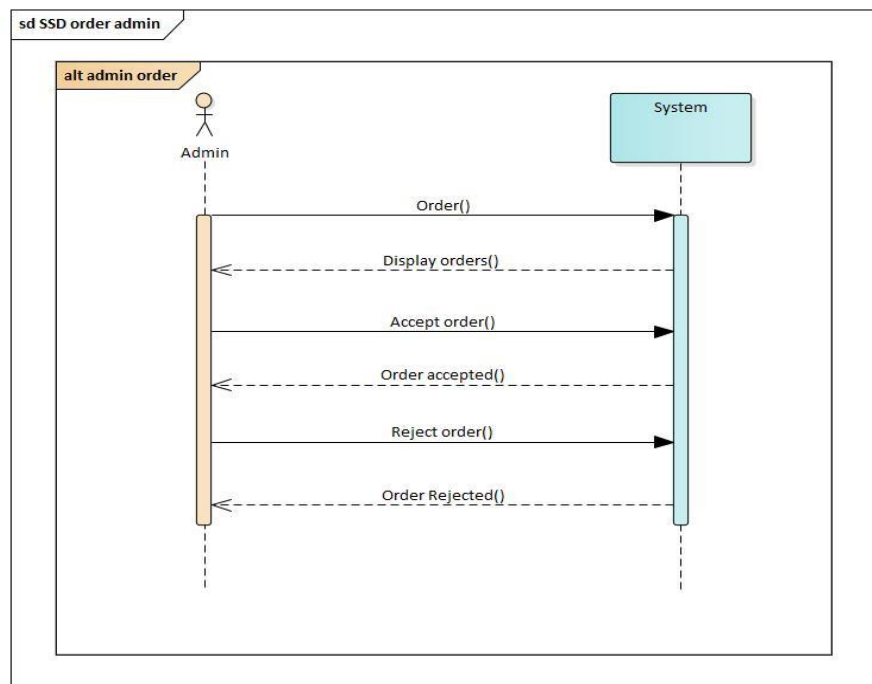 sd SSD order admin
alt admin order
Admin
System
Order()
Display orders()
Accept order()
Order accepted()
Reject order()
Order Rejected()